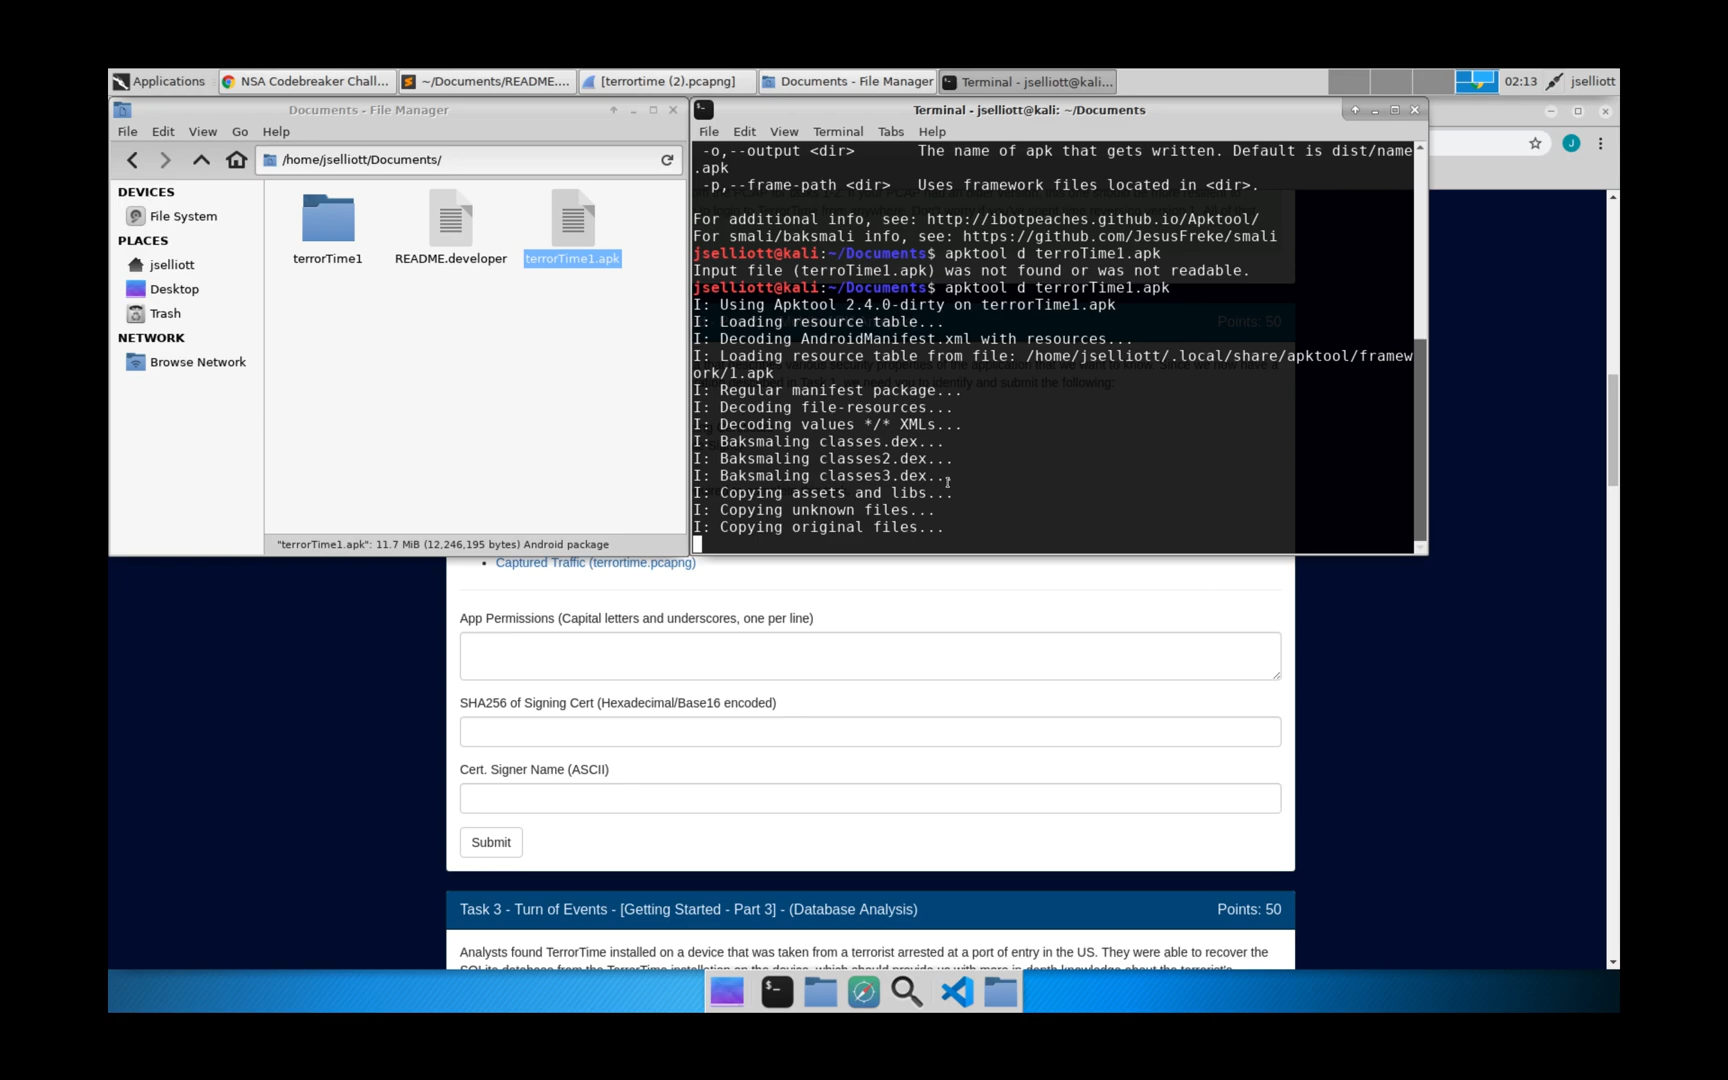 Applications
NSA Codebreaker Chall...
~/Documents/README....
[terrortime (2).pcapng]
Documents - File Manager
Terminal - jselliott@kali...
02:13
jselliott
Documents - File Manager
File Edit View Go Help
/home/jselliott/Documents/
DEVICES
File System
PLACES
jselliott
Desktop
Trash
NETWORK
Browse Network
terrorTime1
README.developer
terrorTime1.apk
"terrorTime1.apk": 11.7 MiB (12,246,195 bytes) Android package
Terminal - jselliott@kali: ~/Documents
File Edit View Terminal Tabs Help
-o,--output <dir> The name of apk that gets written. Default is dist/name
.apk
-p,--frame-path <dir> Uses framework files located in <dir>.
For additional info, see: http://ibotpeaches.github.io/Apktool/
For smali/baksmali info, see: https://github.com/JesusFreke/smali
jselliott@kali:~/Documents$ apktool d terroTime1.apk
Input file (terroTime1.apk) was not found or was not readable.
jselliott@kali:~/Documents$ apktool d terrorTime1.apk
I: Using Apktool 2.4.0-dirty on terrorTime1.apk
I: Loading resource table...
I: Decoding AndroidManifest.xml with resources...
I: Loading resource table from file: /home/jselliott/.local/share/apktool/framew
ork/1.apk
I: Regular manifest package...
I: Decoding file-resources...
I: Decoding values */* XMLs...
I: Baksmaling classes.dex...
I: Baksmaling classes2.dex...
I: Baksmaling classes3.dex...
I: Copying assets and libs...
I: Copying unknown files...
I: Copying original files...
Points: 50
J
Captured Traffic (terrortime.pcapng)
App Permissions (Capital letters and underscores, one per line)
SHA256 of Signing Cert (Hexadecimal/Base16 encoded)
Cert. Signer Name (ASCII)
Submit
Task 3 - Turn of Events - [Getting Started - Part 3] - (Database Analysis)
Points: 50
Analysts found TerrorTime installed on a device that was taken from a terrorist arrested at a port of entry in the US. They were able to recover the